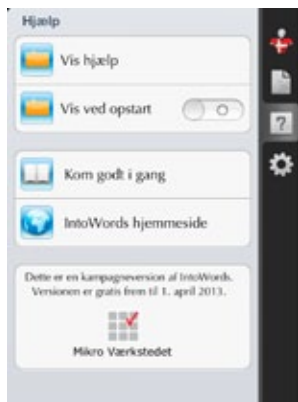 Hjælp
Vis hjælp
Vis ved opstart
?
Kom godt i gang
IntoWords hjemmeside
Dette er en kampagneversion af IntoWords.
Versionen er gratis frem til 1. april 2013.
Mikro Værkstedet